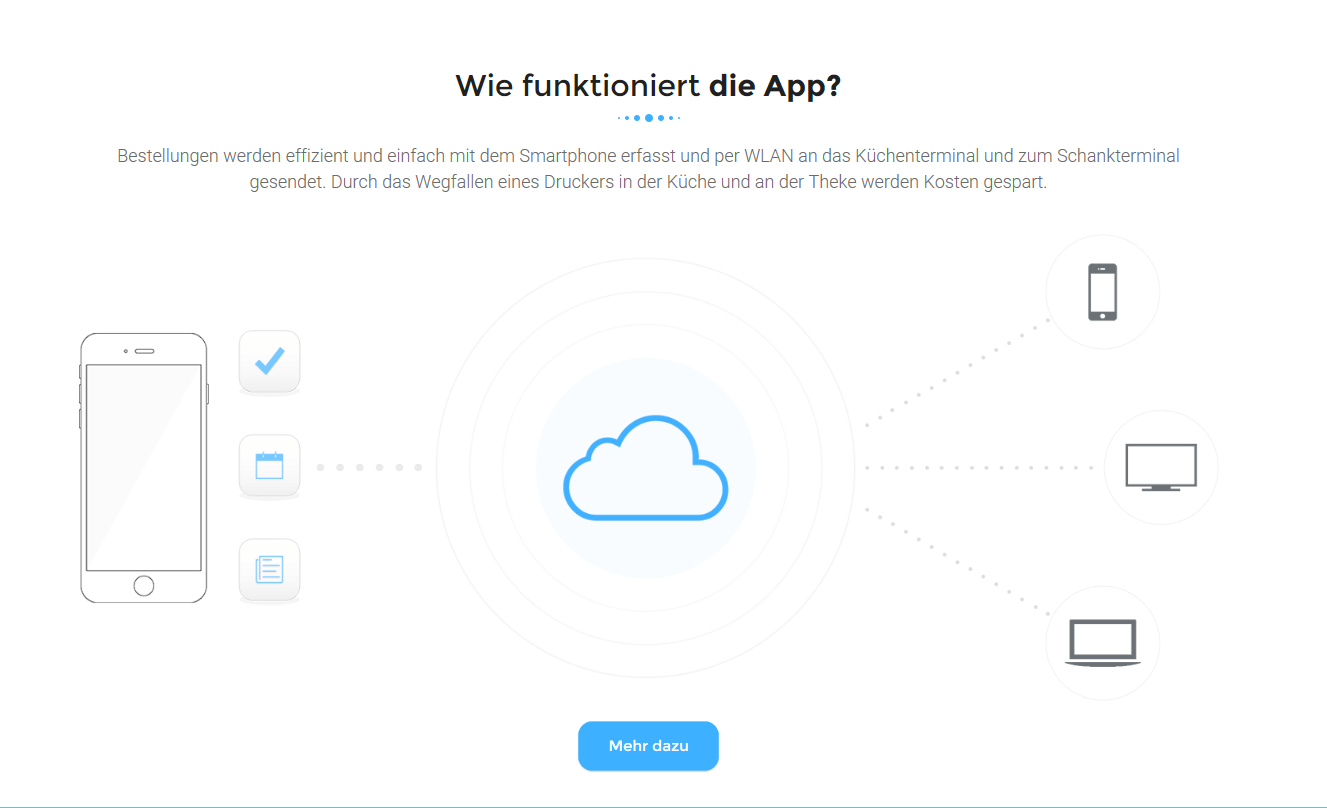 Wie funktioniert die App?
Bestellungen werden effizient und einfach mit dem Smartphone erfasst und per WLAN an das Küchenterminal und zum Schankterminal
gesendet. Durch das Wegfallen eines Druckers in der Küche und an der Theke werden Kosten gespart.
Mehr dazu